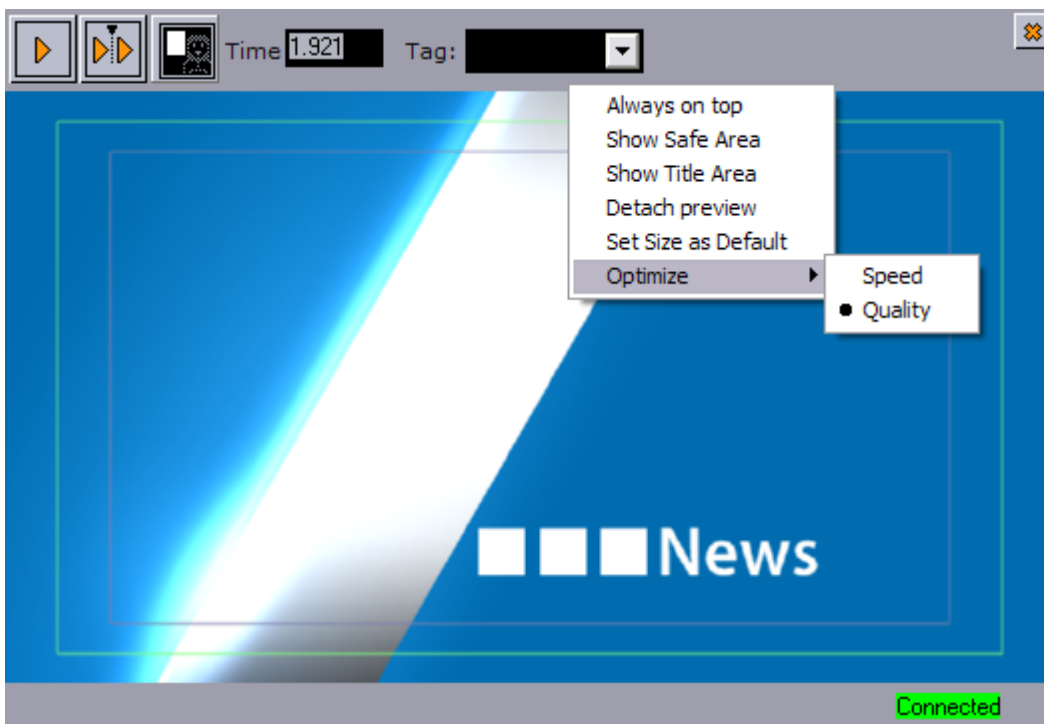 Time 1.921 Tag:
Always on top
Show Safe Area
Show Title Area
Detach preview
Set Size as Default
Optimize
Speed
Quality
News
Connected